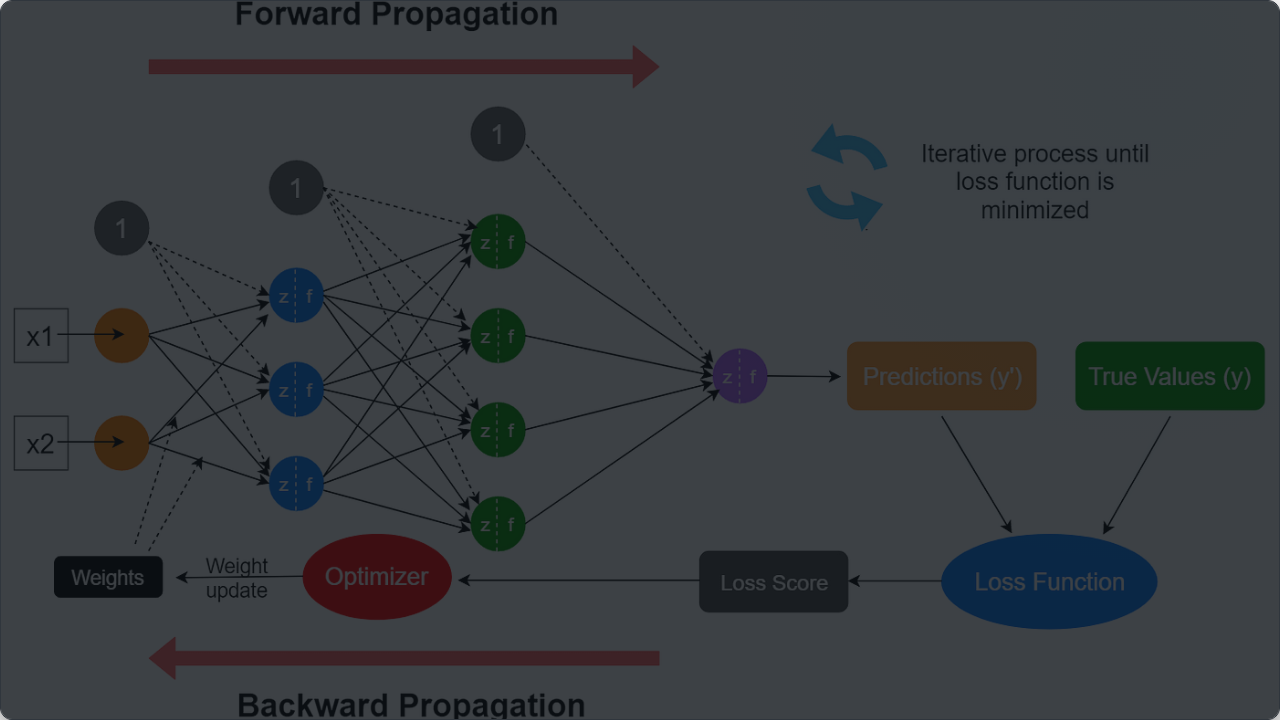 Forward Propagation
1
1
1
Iterative process until
loss function is
minimized
x1
x2
z f
z f
z f
z f
z f
z f
z f
z f
Predictions (y')
True Values (y)
Weights
Weight
update
Optimizer
Loss Score
Loss Function
Backward Propagation